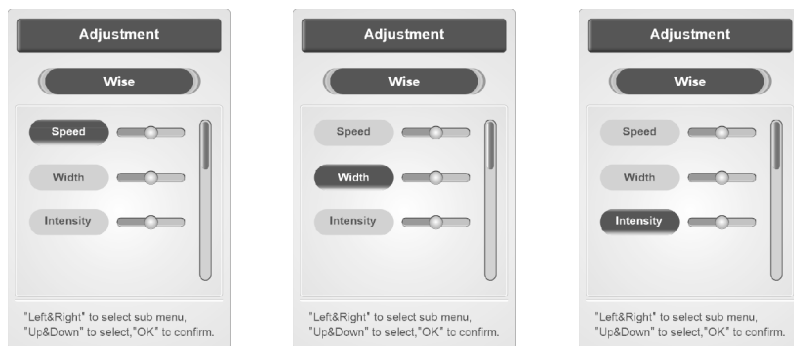 Adjustment
Wise
Speed
Width
Intensity
"Left&Right" to select sub menu,
"Up&Down" to select,"OK" to confirm.
Adjustment
Wise
Speed
Width
Intensity
"Left&Right" to select sub menu,
"Up&Down" to select,"OK" to confirm.
Adjustment
Wise
Speed
Width
Intensity
"Left&Right" to select sub menu,
"Up&Down" to select,"OK" to confirm.